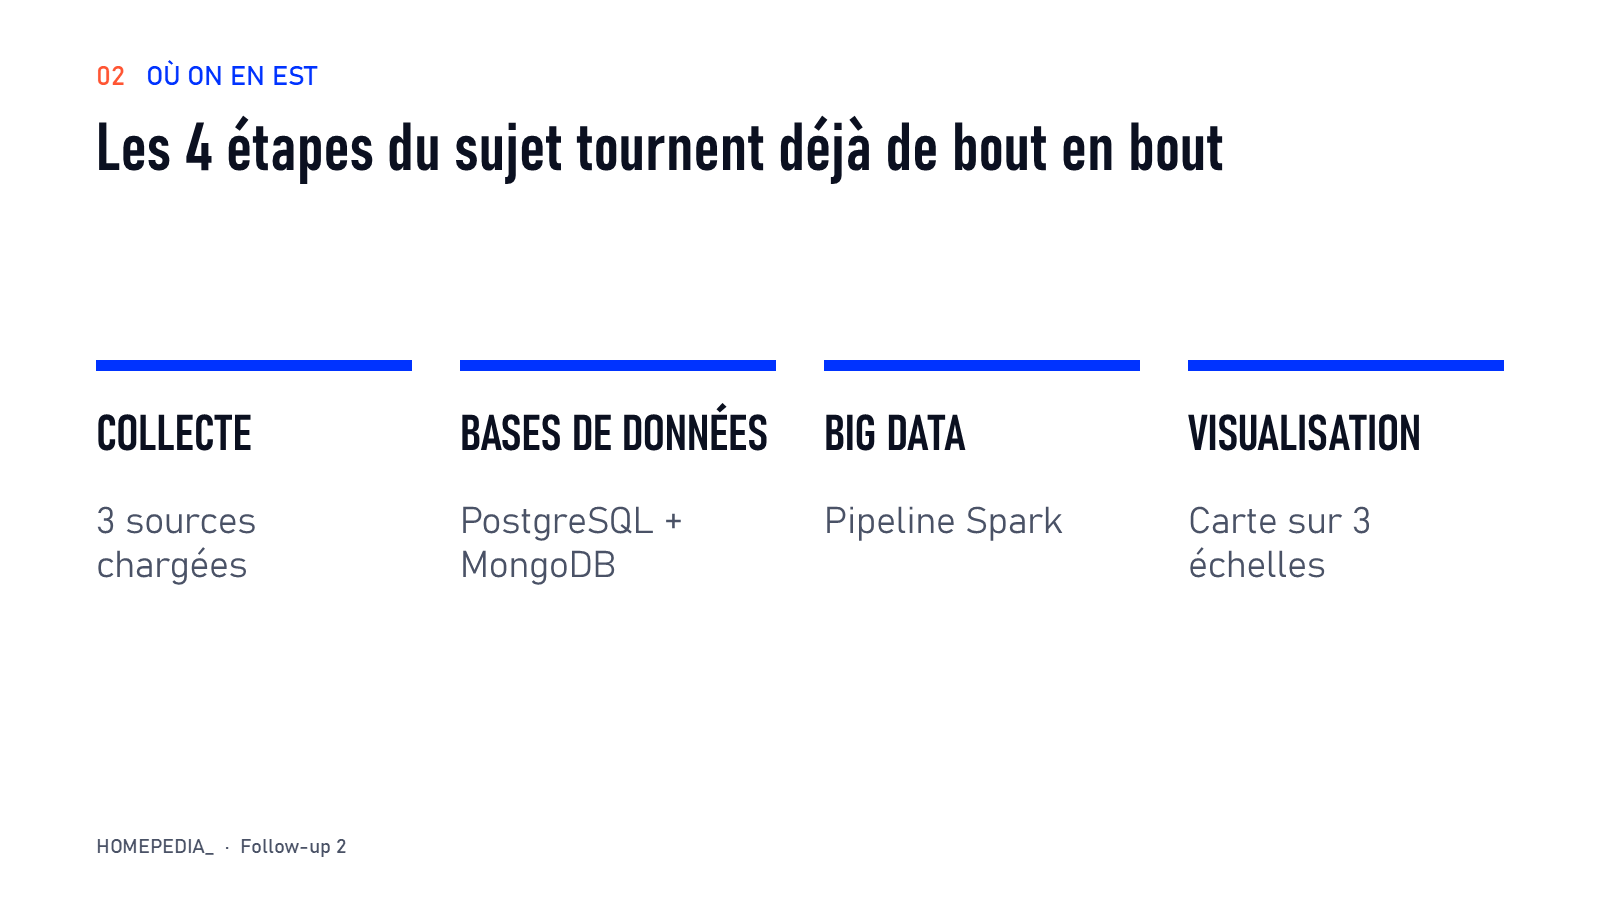 02 OÙ ON EN EST
Les 4 étapes du sujet tournent déjà de bout en bout
COLLECTE
3 sources
chargées
BASES DE DONNÉES
PostgreSQL +
MongoDB
BIG DATA
Pipeline Spark
VISUALISATION
Carte sur 3
échelles
HOMEPEDIA_ · Follow-up 2